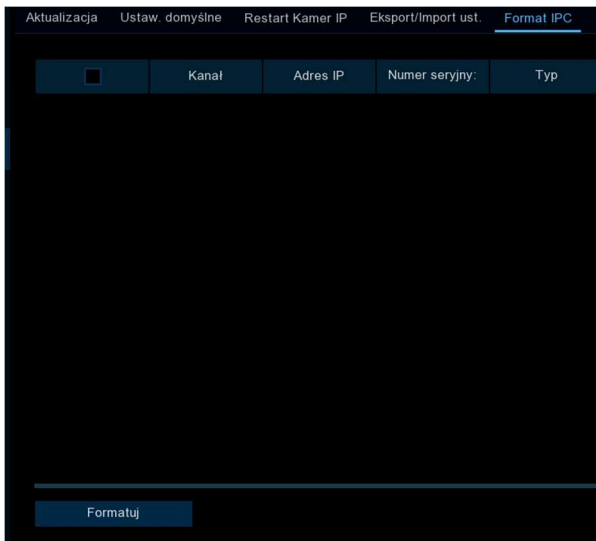 Aktualizacja Ustaw. domyślne Restart Kamer IP Eksport/Import ust. Format IPC
Kanał Adres IP Numer seryjny: Typ
Formatuj